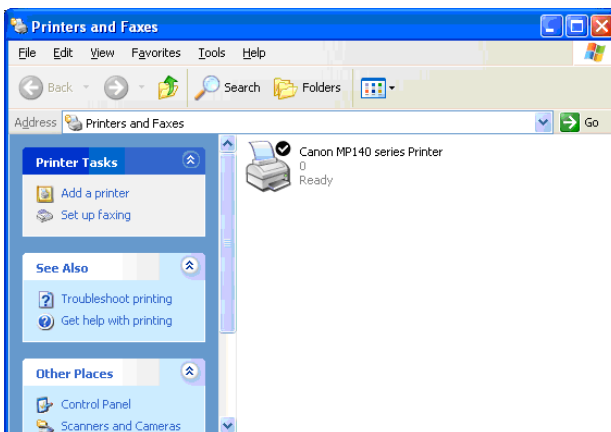 Printers and Faxes
File Edit View Favorites Tools Help
Back Search Folders
Address Printers and Faxes Go
Printer Tasks
Add a printer
Set up faxing
See Also
Troubleshoot printing
Get help with printing
Other Places
Control Panel
Scanners and Cameras
Canon MP140 series Printer
0
Ready